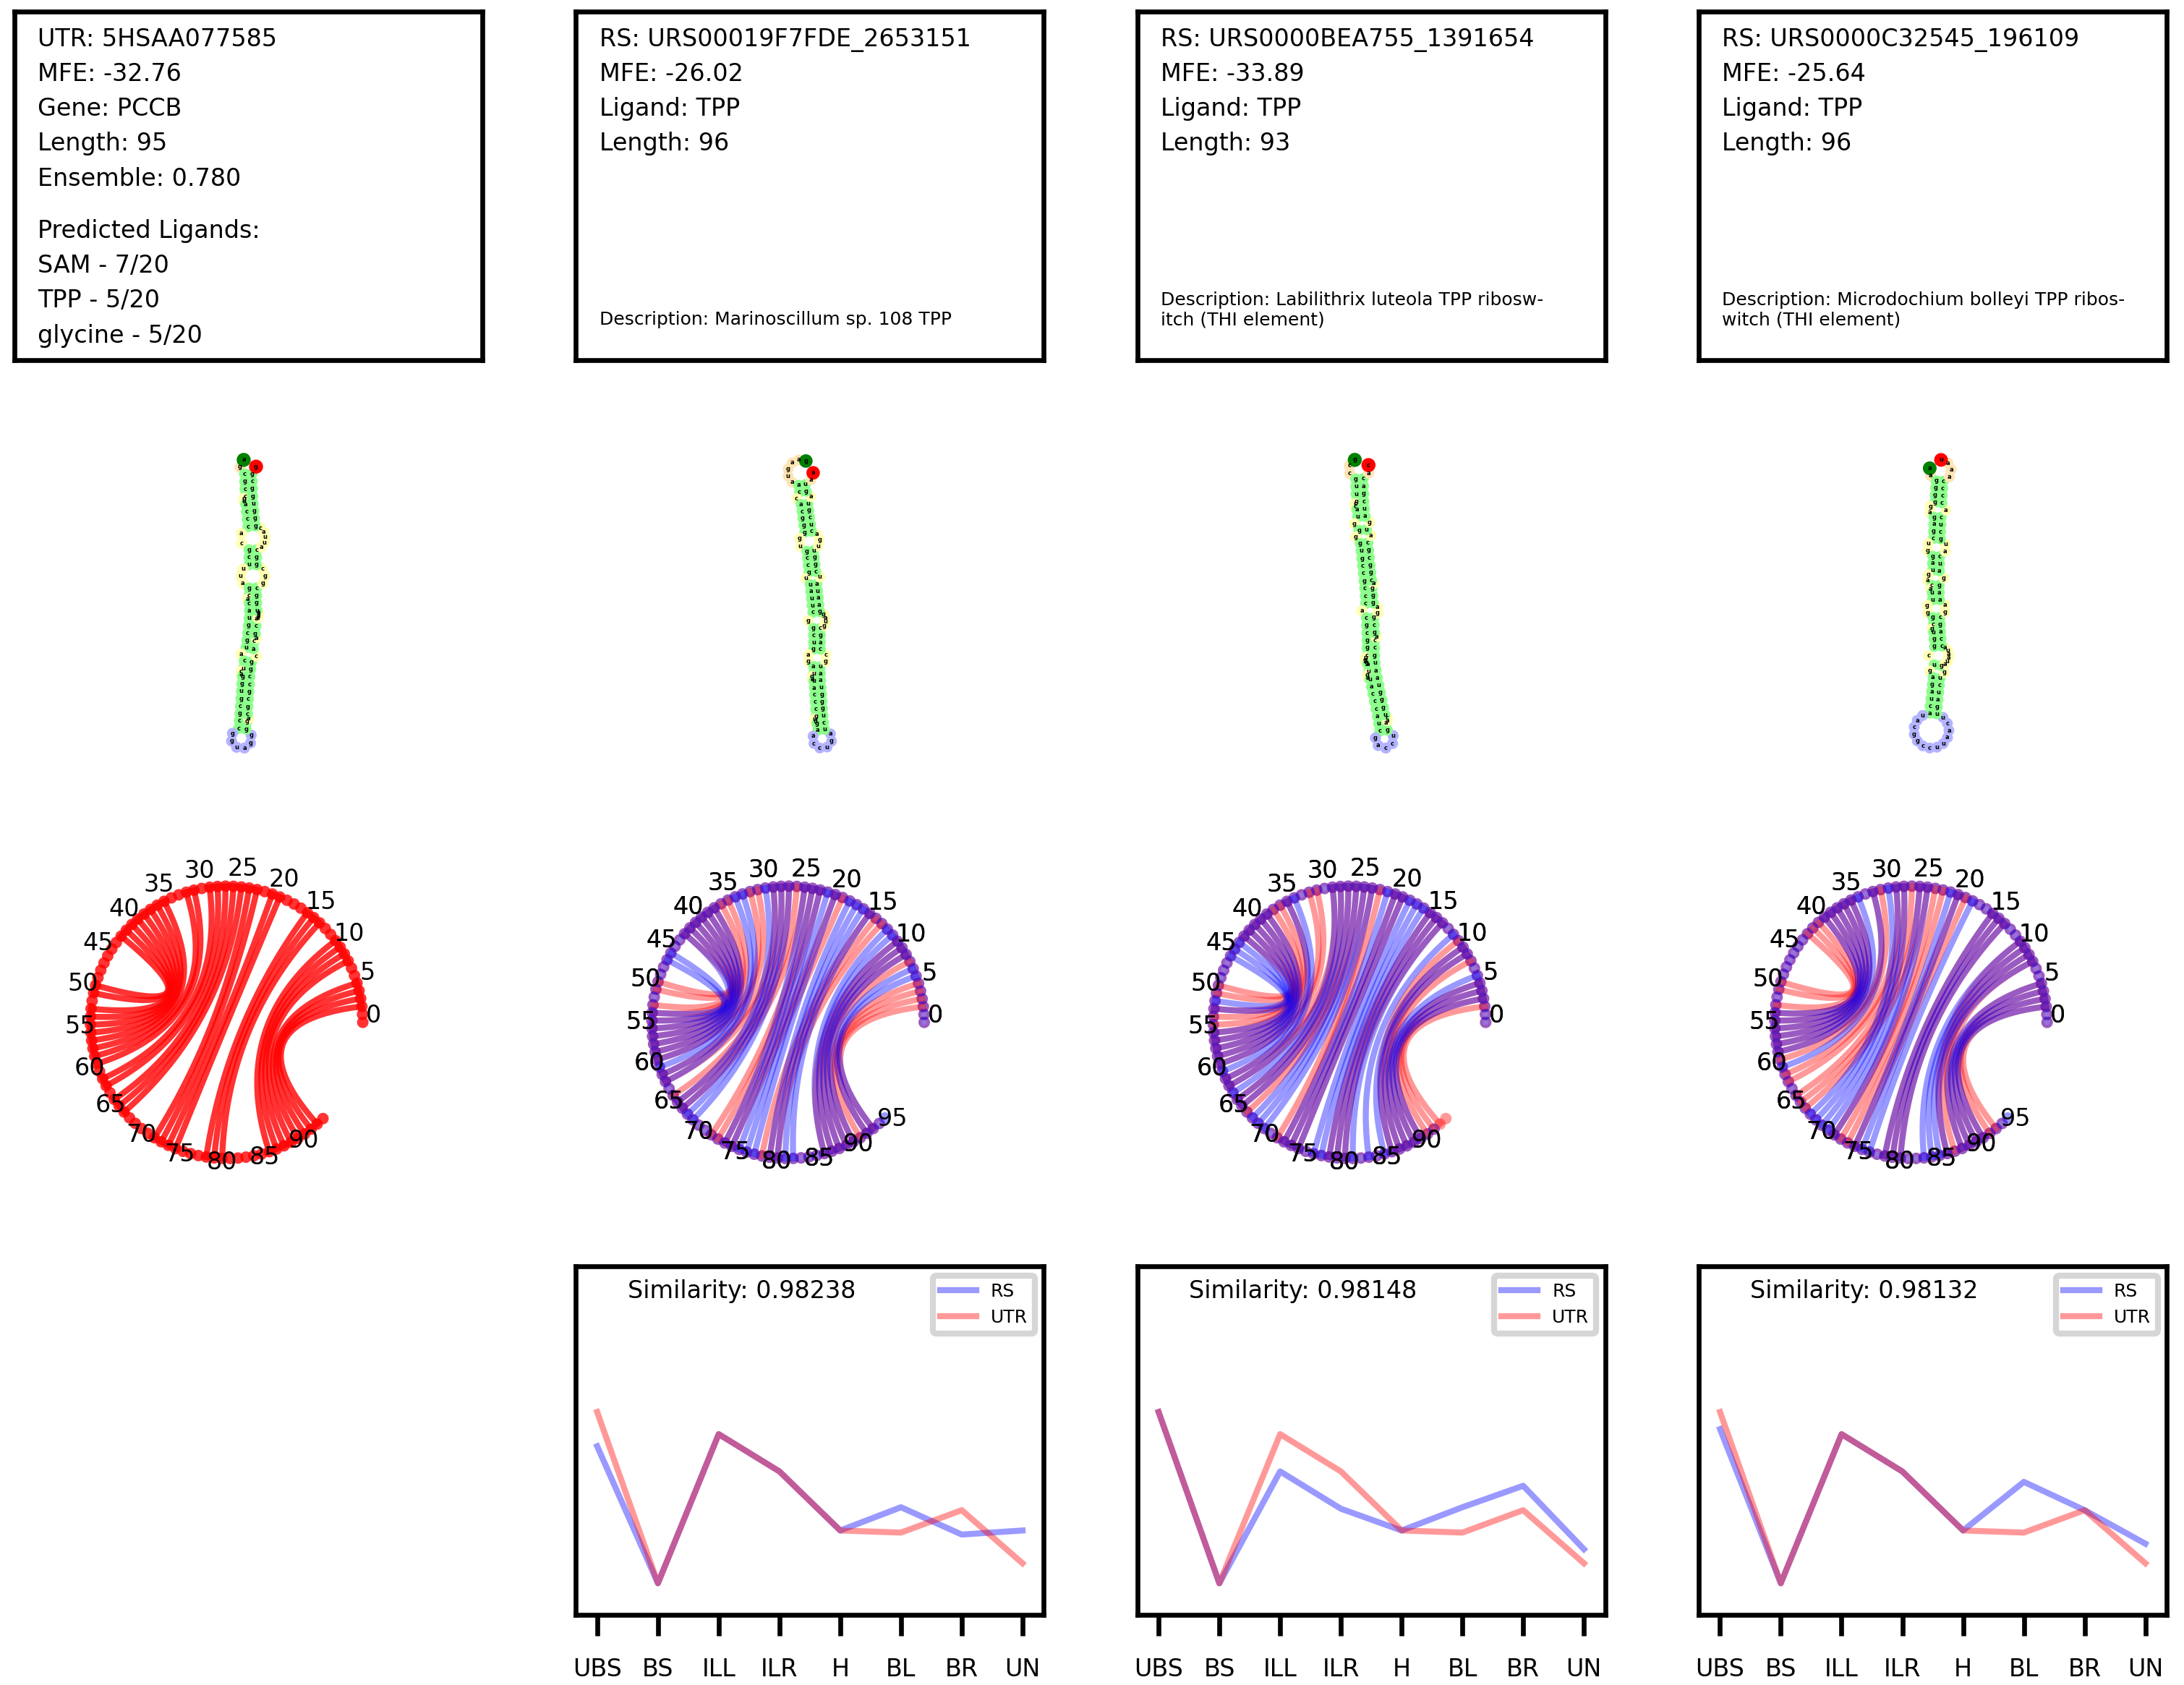 UTR: 5HSAA077585
MFE: -32.76
Gene: PCCB
Length: 95
Ensemble: 0.780
Predicted Ligands:
SAM - 7/20
TPP - 5/20
glycine - 5/20
RS: URS00019F7FDE_2653151
MFE: -26.02
Ligand: TPP
Length: 96
Description: Marinoscillum sp. 108 TPP
RS: URS0000BEA755_1391654
MFE: -33.89
Ligand: TPP
Length: 93
Description: Labilithrix luteola TPP ribosw-
itch (THI element)
RS: URS0000C32545_196109
MFE: -25.64
Ligand: TPP
Length: 96
Description: Microdochium bolleyi TPP ribos-
witch (THI element)
0 5 10 15 20 25 30 35 40 45 50 55 60 65 70 75 80 85 90
0 5 10 15 20 25 30 35 40 45 50 55 60 65 70 75 80 85 90 95
0 5 10 15 20 25 30 35 40 45 50 55 60 65 70 75 80 85 90
0 5 10 15 20 25 30 35 40 45 50 55 60 65 70 75 80 85 90 95
Similarity: 0.98238
RS
UTR
UBS BS ILL ILR H BL BR UN
Similarity: 0.98148
RS
UTR
UBS BS ILL ILR H BL BR UN
Similarity: 0.98132
RS
UTR
UBS BS ILL ILR H BL BR UN